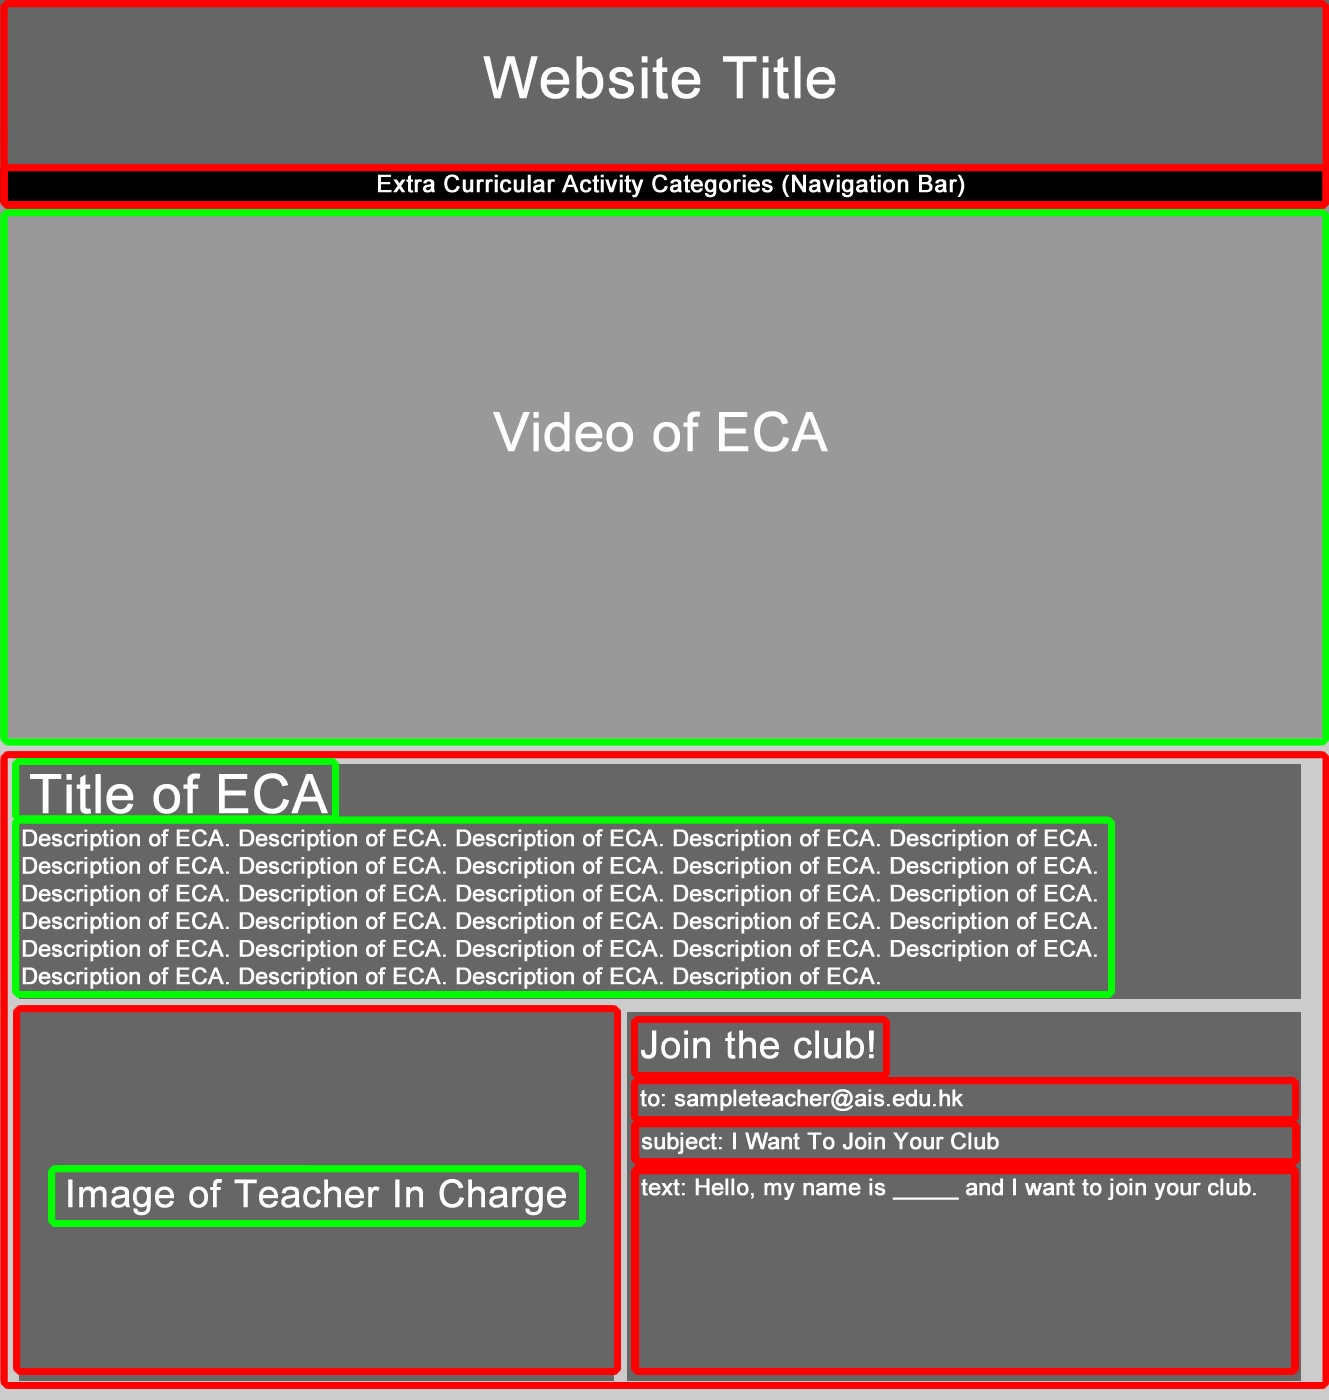 Website Title
Extra Curricular Activity Categories (Navigation Bar)
Video of ECA
Title of ECA
Description of ECA. Description of ECA. Description of ECA. Description of ECA. Description of ECA.
Description of ECA. Description of ECA. Description of ECA. Description of ECA. Description of ECA.
Description of ECA. Description of ECA. Description of ECA. Description of ECA. Description of ECA.
Description of ECA. Description of ECA. Description of ECA. Description of ECA. Description of ECA.
Description of ECA. Description of ECA. Description of ECA. Description of ECA. Description of ECA.
Description of ECA. Description of ECA. Description of ECA. Description of ECA.
Image of Teacher In Charge
Join the club!
to: sampleteacher@ais.edu.hk
subject: I Want To Join Your Club
text: Hello, my name is _____ and I want to join your club.